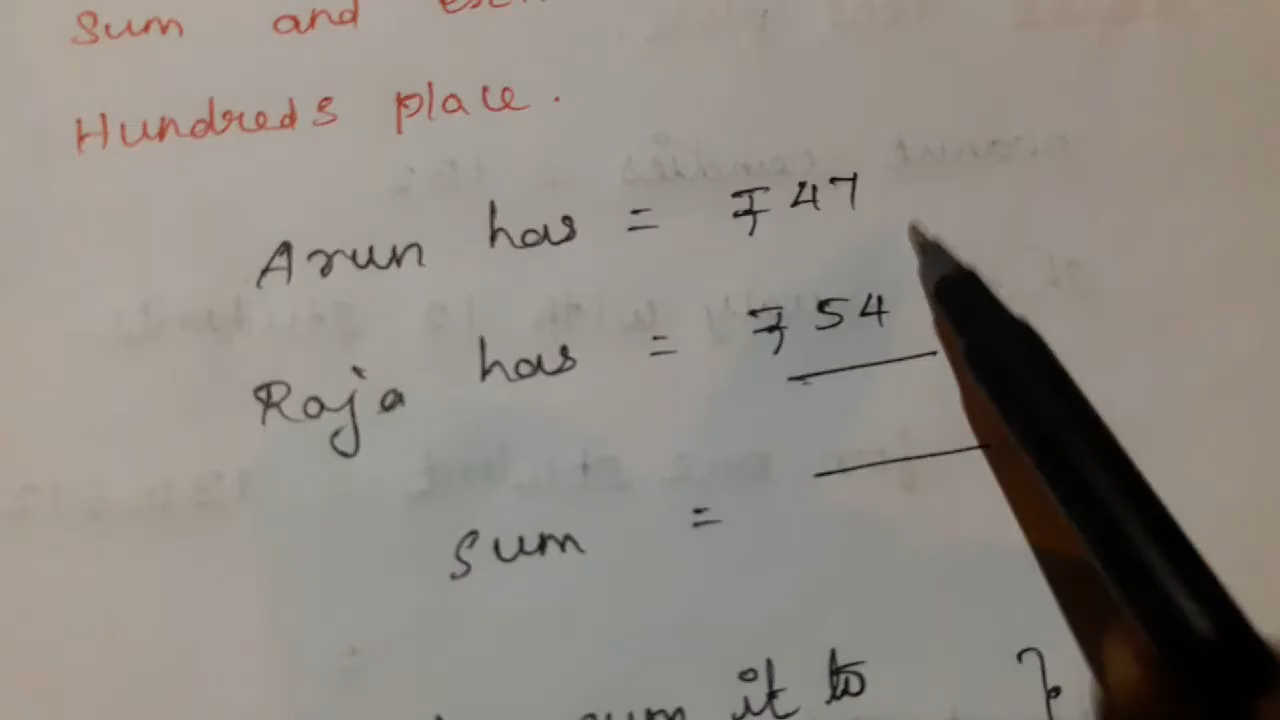 Sum and
Hundreds place.
Arun has = ₹ 47
Raja has = ₹ 54
Sum =
sum it to